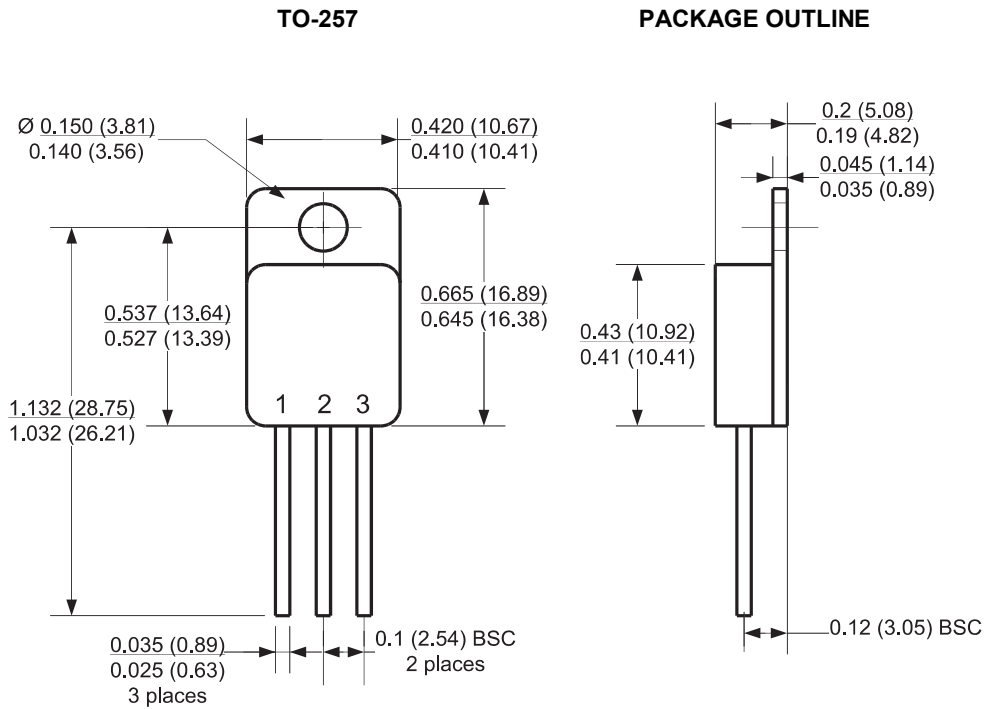 TO-257
PACKAGE OUTLINE
Ø 0.150 (3.81)
0.140 (3.56)
0.420 (10.67)
0.410 (10.41)
0.2 (5.08)
0.19 (4.82)
0.045 (1.14)
0.035 (0.89)
0.537 (13.64)
0.527 (13.39)
0.665 (16.89)
0.645 (16.38)
0.43 (10.92)
0.41 (10.41)
1.132 (28.75)
1.032 (26.21)
1 2 3
0.035 (0.89)
0.025 (0.63)
3 places
0.1 (2.54) BSC
2 places
0.12 (3.05) BSC